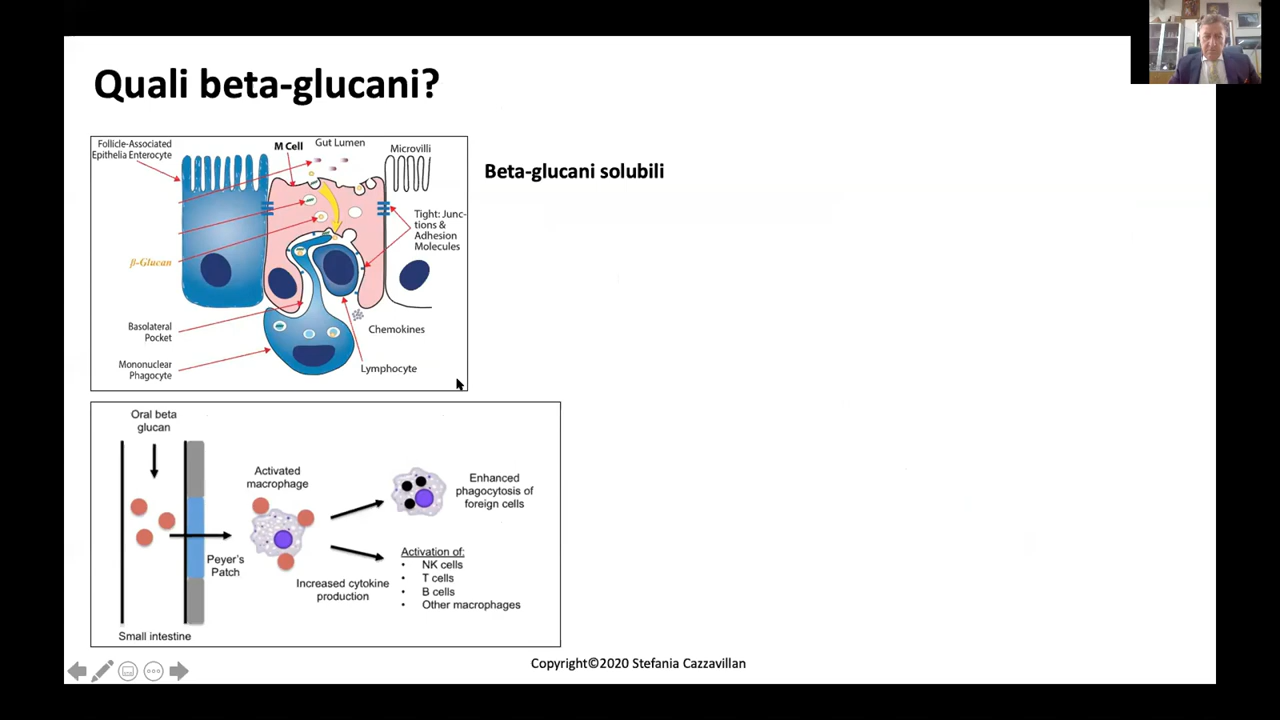 Quali beta-glucani?
Follicle-Associated
Epithelia Enterocyte
M Cell
Gut Lumen
Microvilli
Tight: Junc-
tions &
Adhesion
Molecules
β-Glucan
Basolateral
Pocket
Chemokines
Mononuclear
Phagocyte
Lymphocyte
Beta-glucani solubili
Oral beta
glucan
Activated
macrophage
Enhanced
phagocytosis of
foreign cells
Peyer's
Patch
Increased cytokine
production
Activation of:
• NK cells
• T cells
• B cells
• Other macrophages
Small intestine
Copyright©2020 Stefania Cazzavillan